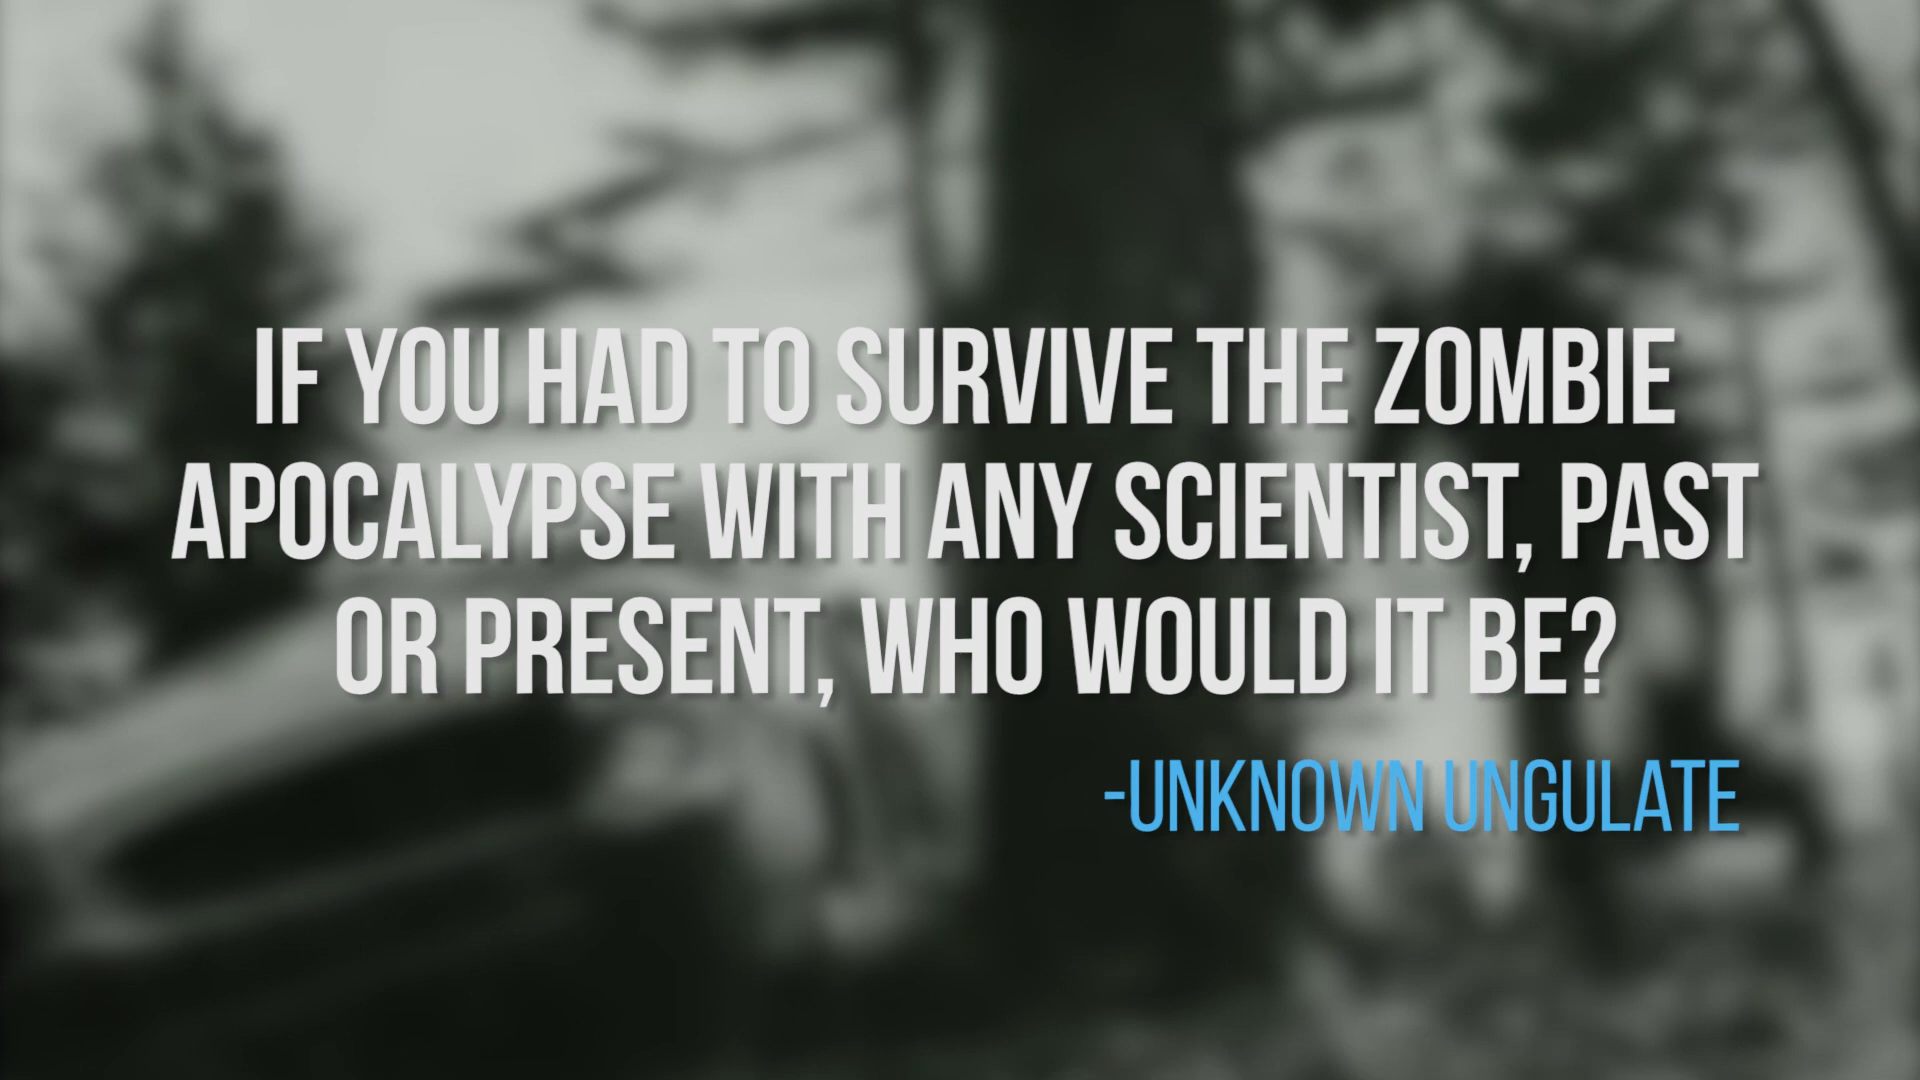 IF YOU HAD TO SURVIVE THE ZOMBIE
APOCALYPSE WITH ANY SCIENTIST, PAST
OR PRESENT, WHO WOULD IT BE?
-UNKNOWN UNGULATE